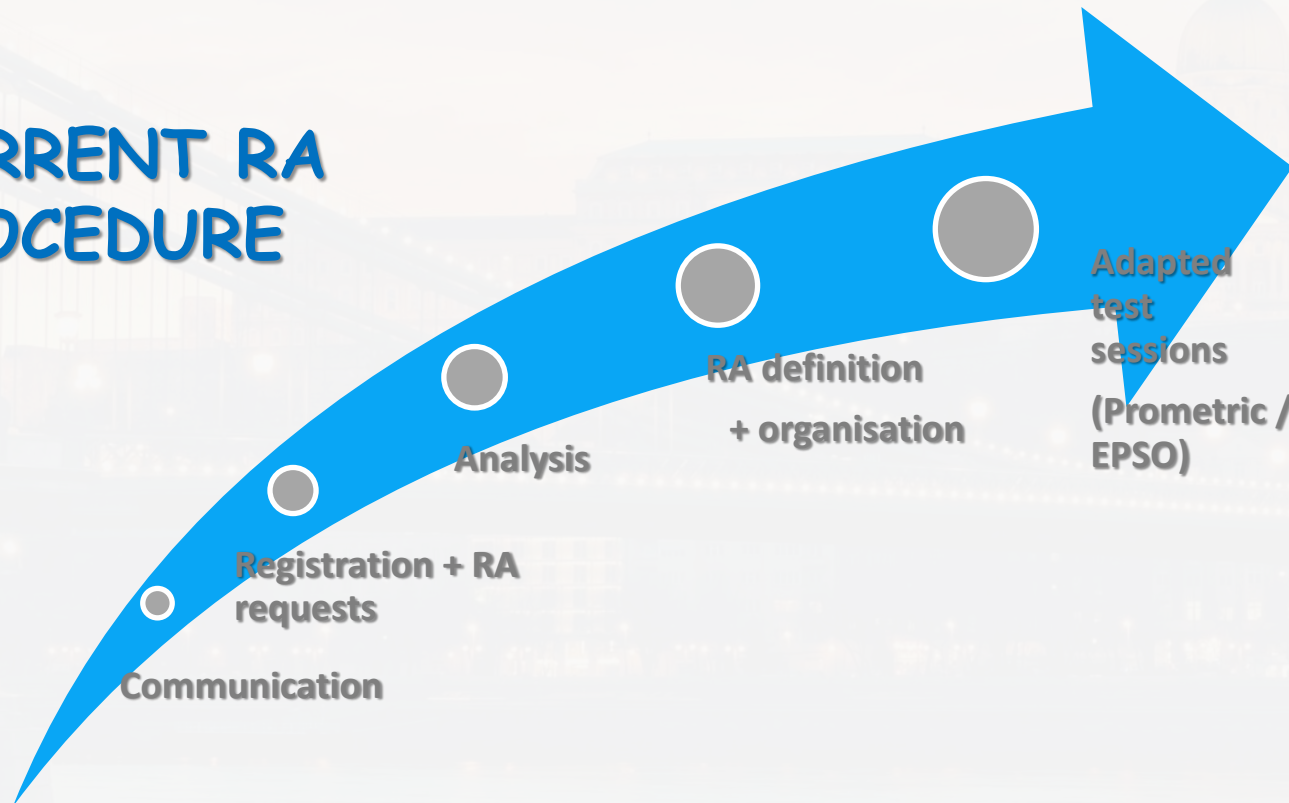 RRENT RA
OCEDURE
Adapted
test
sessions
(Prometric /
EPSO)
RA definition
+ organisation
Analysis
Registration + RA
requests
Communication